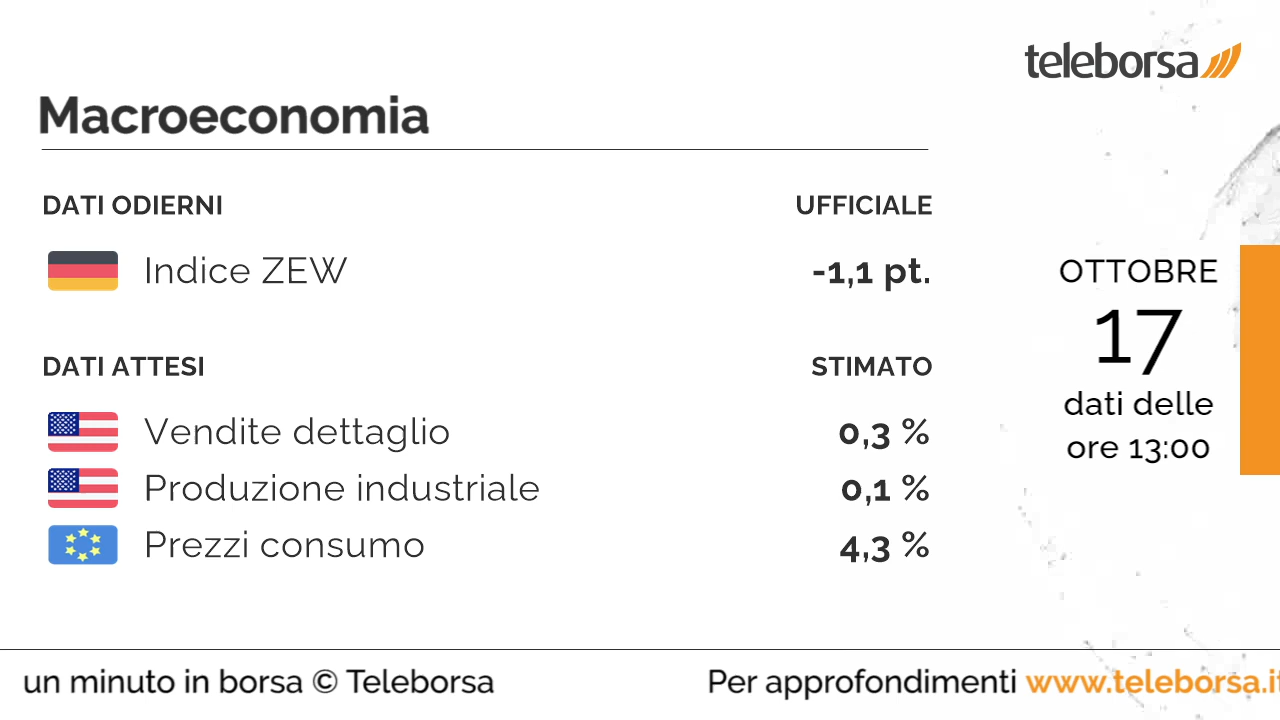 teleborsa
Macroeconomia
DATI ODIERNI UFFICIALE
Indice ZEW -1,1 pt.
DATI ATTESI STIMATO
Vendite dettaglio 0,3 %
Produzione industriale 0,1 %
Prezzi consumo 4,3 %
OTTOBRE
17
dati delle
ore 13:00
un minuto in borsa © Teleborsa
Per approfondimenti www.teleborsa.it